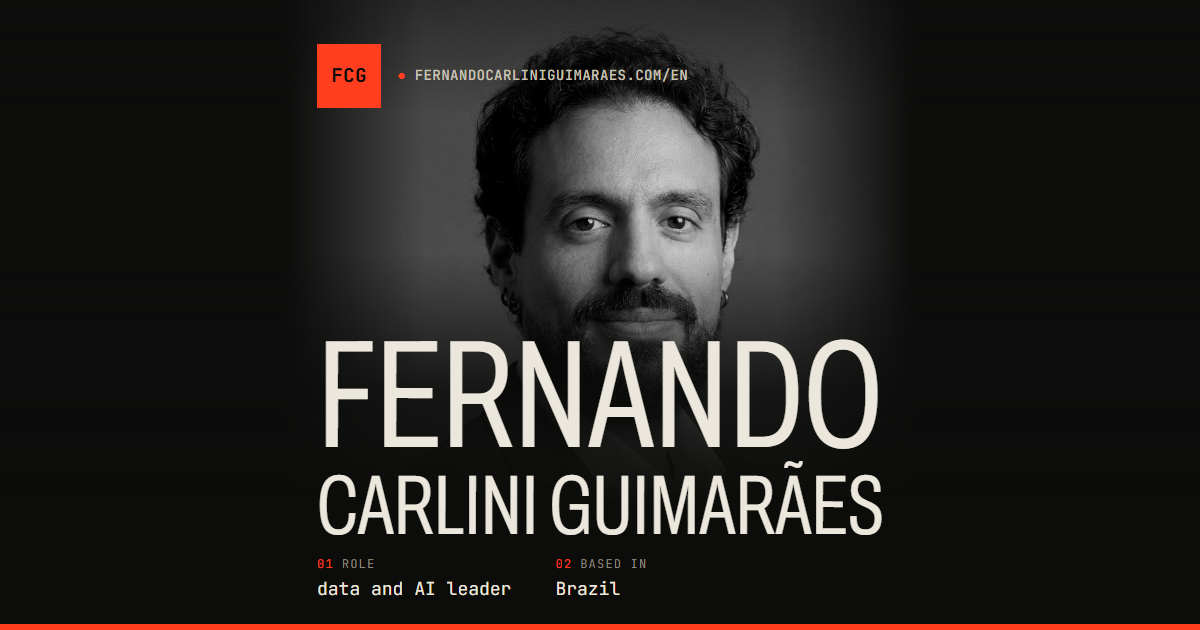 FCG
FERNANDOCARLINIGUIMARAES.COM/EN
FERNANDO
CARLINI GUIMARÃES
01 ROLE
02 BASED IN
data and AI leader
Brazil